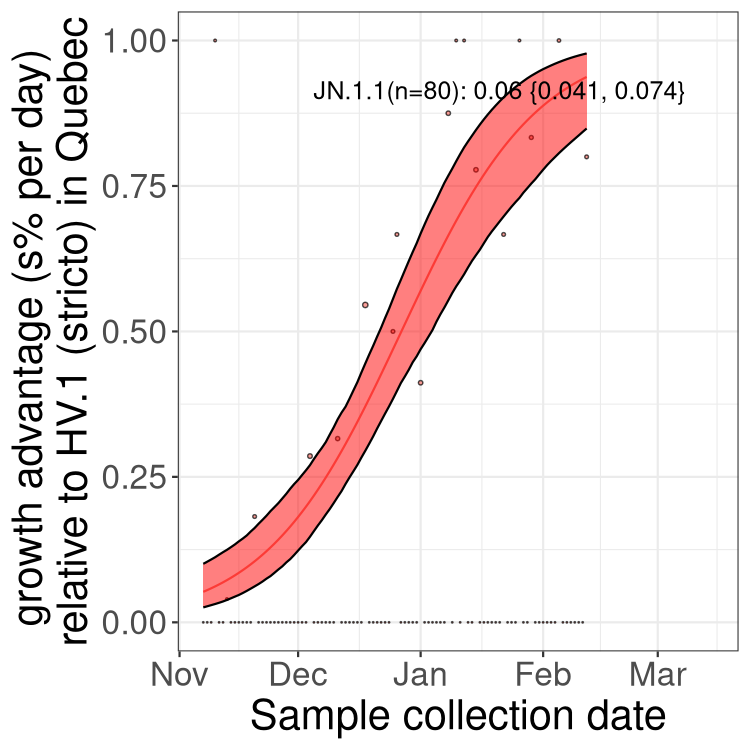 growth advantage (s% per day)
relative to HV.1 (stricto) in Quebec
1.00
0.75
0.50
0.25
0.00
JN.1.1(n=80): 0.06 {0.041, 0.074}
Nov Dec Jan Feb Mar
Sample collection date